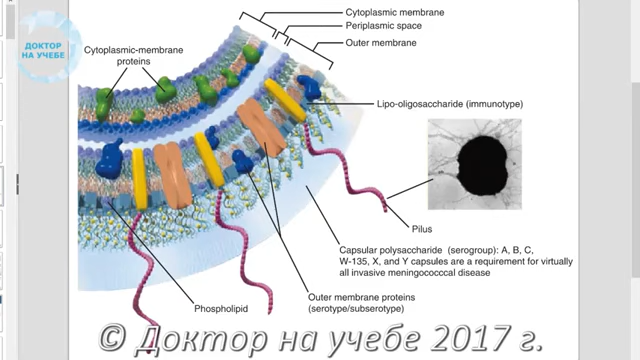 ДОКТОР
НА УЧЕБЕ
Cytoplasmic membrane
Periplasmic space
Outer membrane
Cytoplasmic-membrane
proteins
Lipo-oligosaccharide (immunotype)
Pilus
Capsular polysaccharide (serogroup): A, B, C,
W-135, X, and Y capsules are a requirement for virtually
all invasive meningococccal disease
Phospholipid
Outer membrane proteins
(serotype/subserotype)
© Доктор на учебе 2017 г.